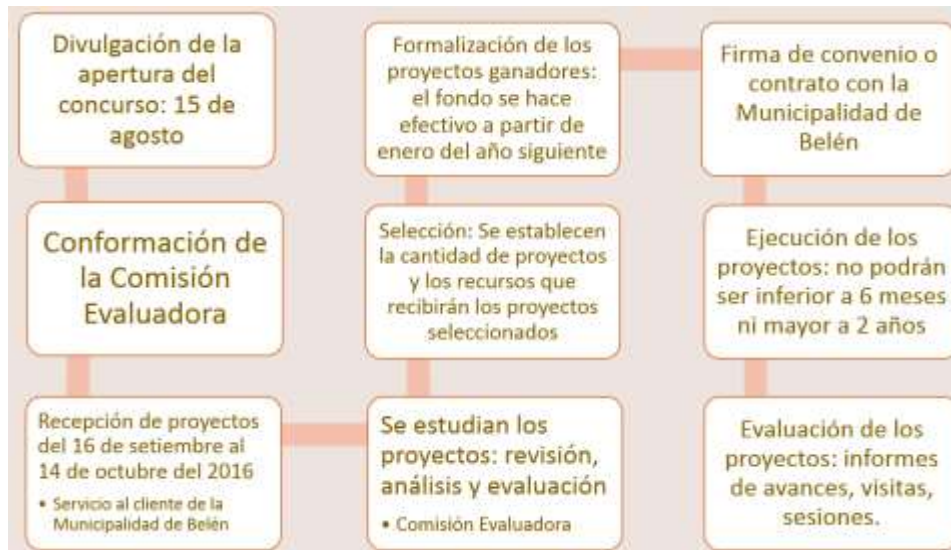 Divulgación de la
apertura del
concurso: 15 de
agosto
Conformación de
la Comisión
Evaluadora
Recepción de proyectos
del 16 de setiembre al
14 de octubre del 2016
• Servicio al cliente de la
Municipalidad de Belén
Se estudian los
proyectos: revisión,
análisis y evaluación
• Comisión Evaluadora
Selección: Se establecen
la cantidad de proyectos
y los recursos que
recibirán los proyectos
seleccionados
Formalización de los
proyectos ganadores:
el fondo se hace
efectivo a partir de
enero del año siguiente
Firma de convenio o
contrato con la
Municipalidad de
Belén
Ejecución de los
proyectos: no podrán
ser inferior a 6 meses
ni mayor a 2 años
Evaluación de los
proyectos: informes
de avances, visitas,
sesiones.